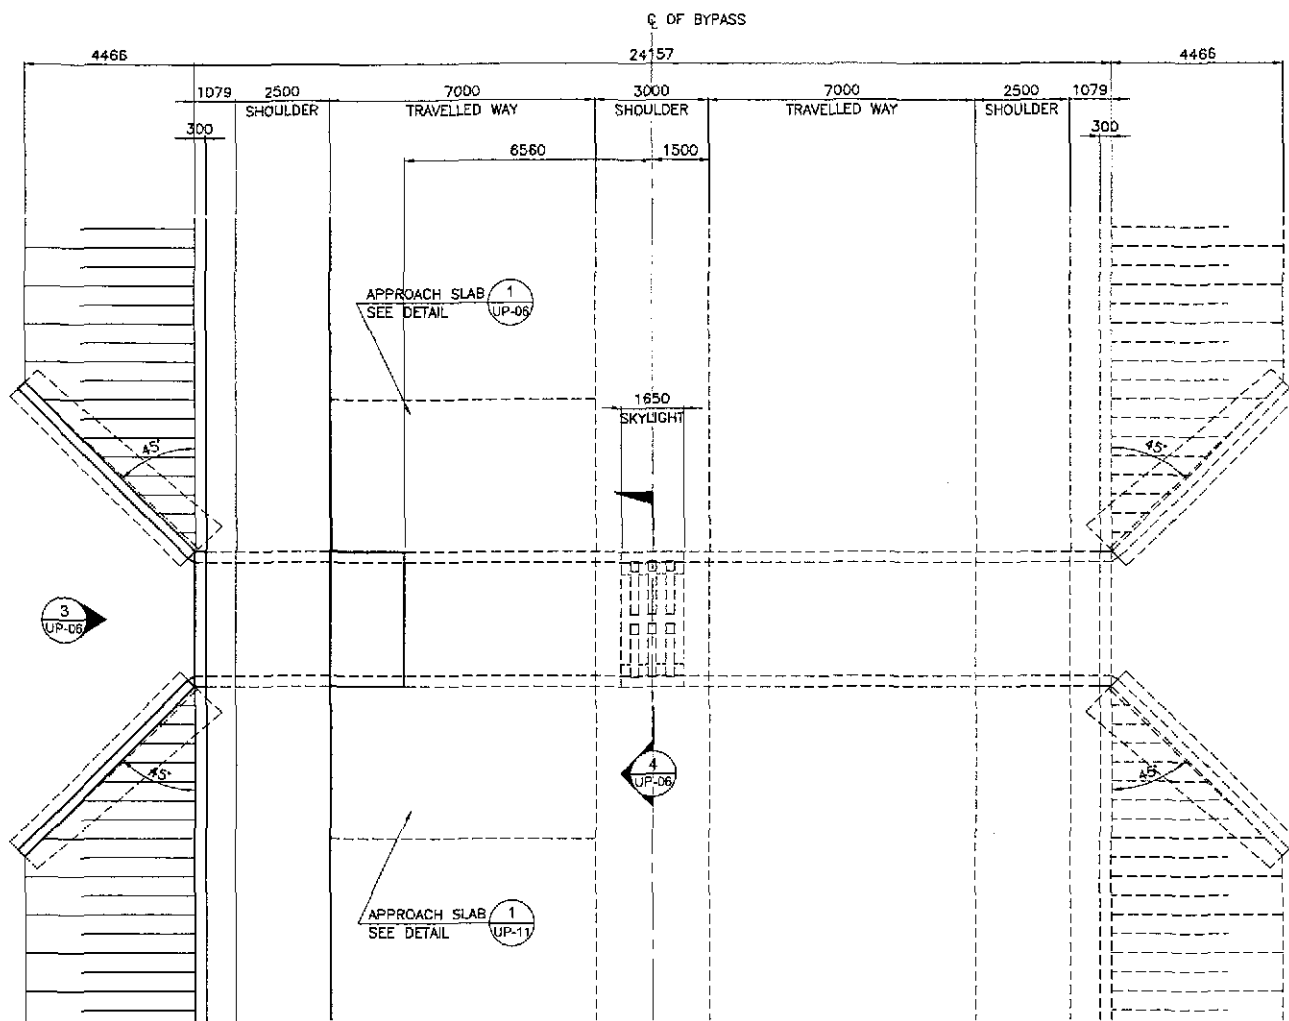 ℄ OF BYPASS
4466 24157 4466
1079 2500 7000 3000 7000 2500 1079
SHOULDER TRAVELLED WAY SHOULDER TRAVELLED WAY SHOULDER
300 300
6560 1500
APPROACH SLAB 1
SEE DETAIL UP-06
1650
SKYLIGHT
45° 45°
3
UP-06
4
UP-06
45° 45°
APPROACH SLAB 1
SEE DETAIL UP-11